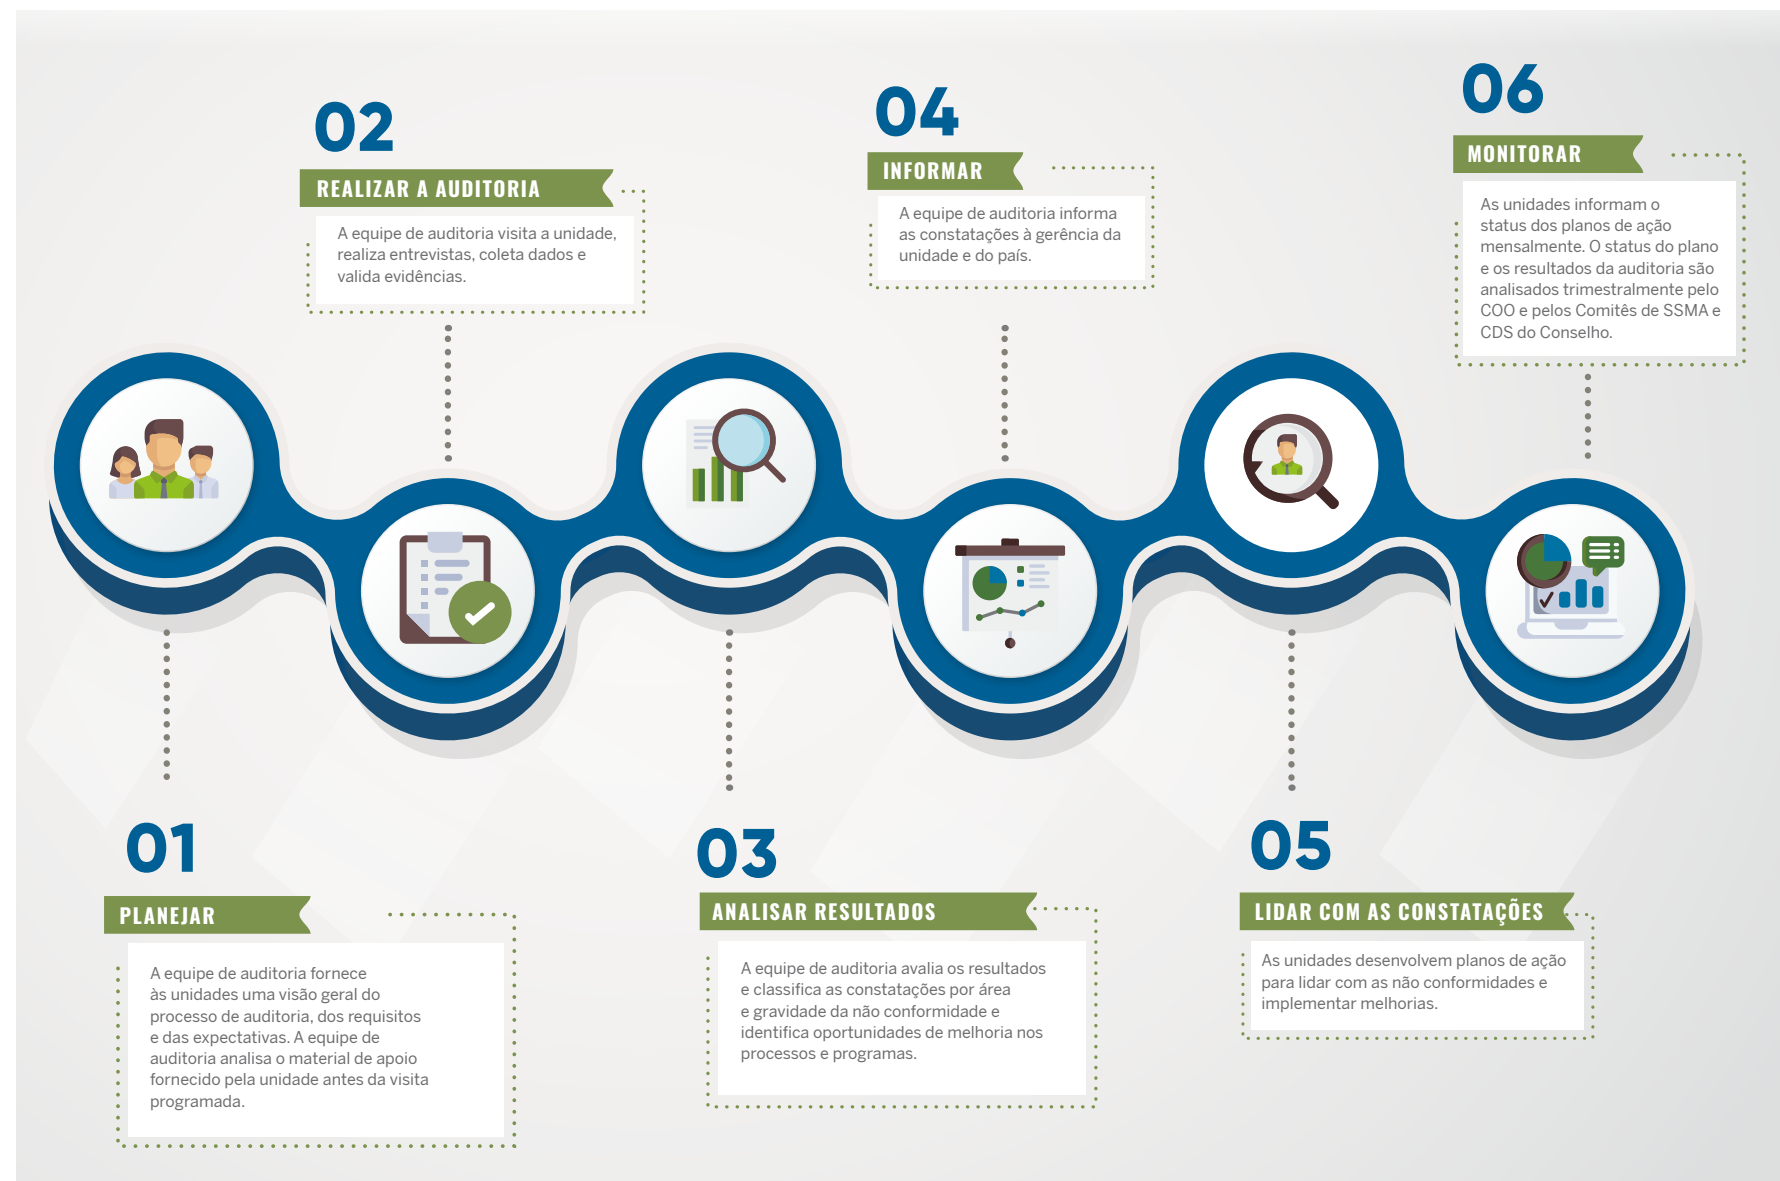 01
PLANEJAR
A equipe de auditoria fornece
às unidades uma visão geral do
processo de auditoria, dos requisitos
e das expectativas. A equipe de
auditoria analisa o material de apoio
fornecido pela unidade antes da visita
programada.
02
REALIZAR A AUDITORIA
A equipe de auditoria visita a unidade,
realiza entrevistas, coleta dados e
valida evidências.
03
ANALISAR RESULTADOS
A equipe de auditoria avalia os resultados
e classifica as constatações por área
e gravidade da não conformidade e
identifica oportunidades de melhoria nos
processos e programas.
04
INFORMAR
A equipe de auditoria informa
as constatações à gerência da
unidade e do país.
05
LIDAR COM AS CONSTATAÇÕES
As unidades desenvolvem planos de ação
para lidar com as não conformidades e
implementar melhorias.
06
MONITORAR
As unidades informam o
status dos planos de ação
mensalmente. O status do plano
e os resultados da auditoria são
analisados trimestralmente pelo
COO e pelos Comitês de SSMA e
CDS do Conselho.